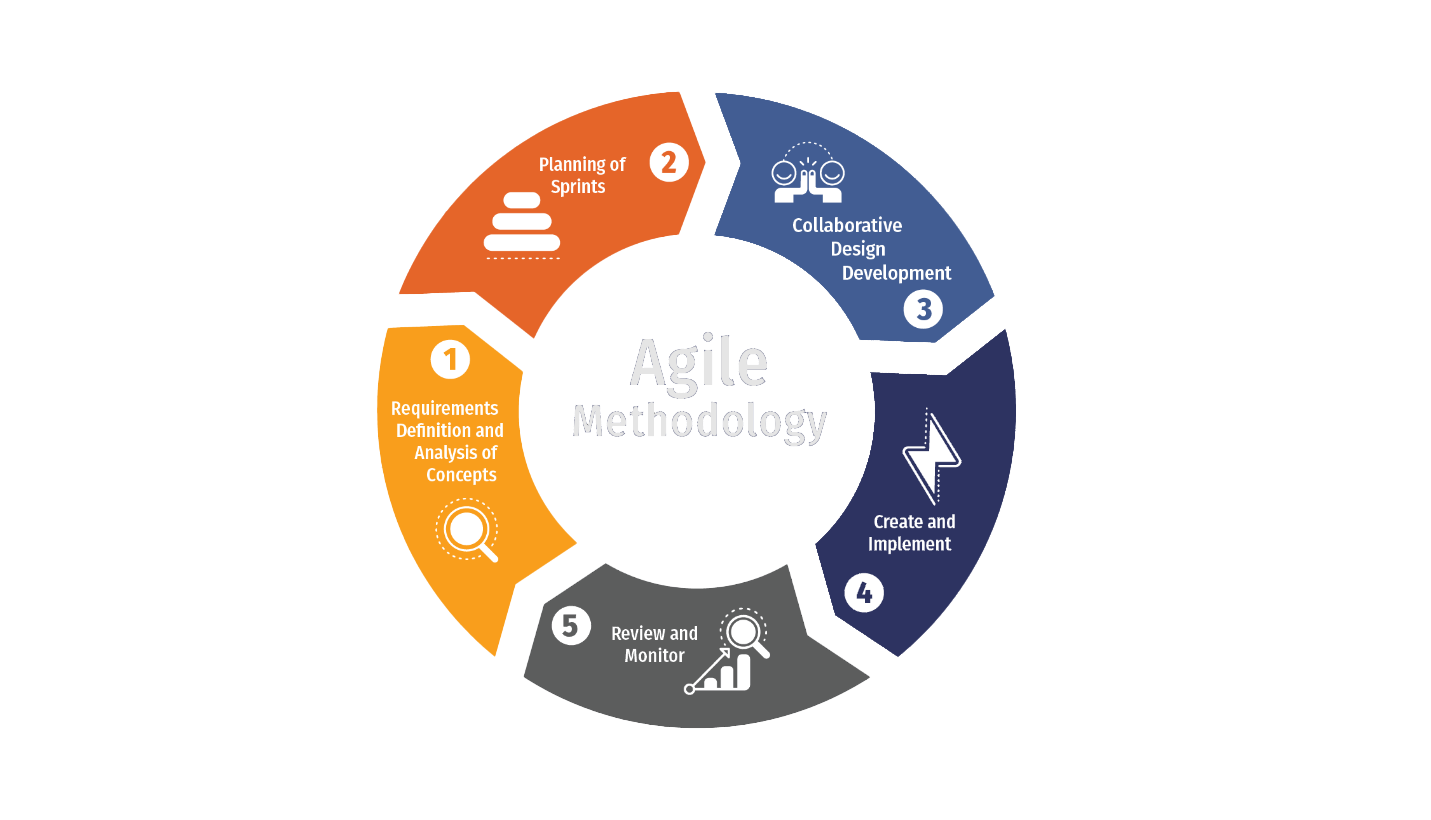 Agile
Methodology
1
Requirements
Definition and
Analysis of
Concepts
2
Planning of
Sprints
3
Collaborative
Design
Development
4
Create and
Implement
5
Review and
Monitor